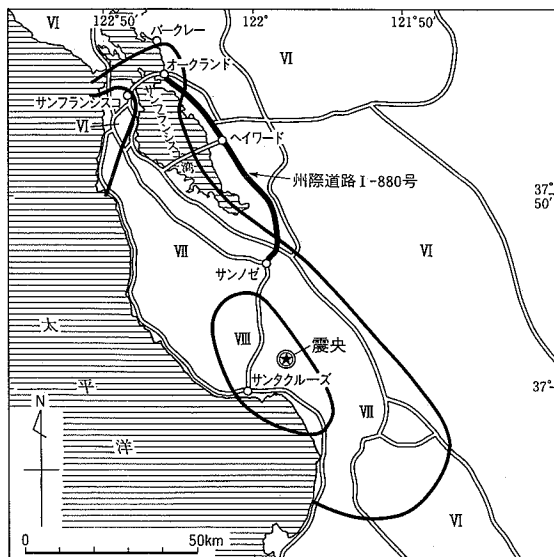 122°50'
122°
121°50'
VI
バークレー
オークランド
VI
サンフランシスコ
サンフランシスコ湾
VI
ヘイワード
州際道路 I-880号
37°
50'
VII
VI
サンノゼ
太平洋
VIII
震央
サンタクルーズ
37°
VII
N
VI
0
50km